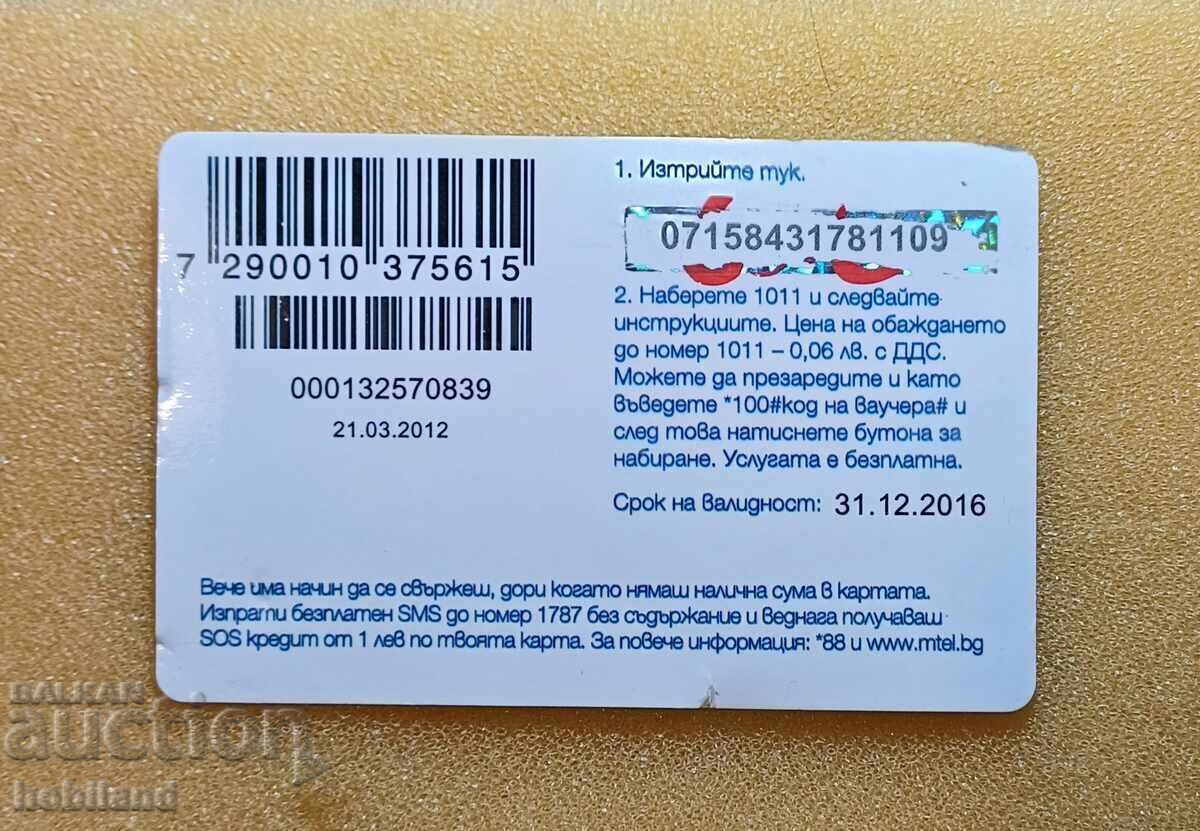 7 290010 375615
000132570839
21.03.2012
1. Изтрийте тук.
07158431781109
2. Наберете 1011 и следвайте
инструкциите. Цена на обаждането
до номер 1011 – 0,06 лв. с ДДС.
Можете да презаредите и като
въведете *100#код на ваучера# и
след това натиснете бутона за
набиране. Услугата е безплатна.
Срок на валидност: 31.12.2016
Вече има начин да се свържеш, дори когато нямаш налична сума в картата.
Изпрати безплатен SMS до номер 1787 без съдържание и веднага получаваш
SOS кредит от 1 лев по твоята карта. За повече информация: *88 и www.mtel.bg
BALKAN
auction
hobiland